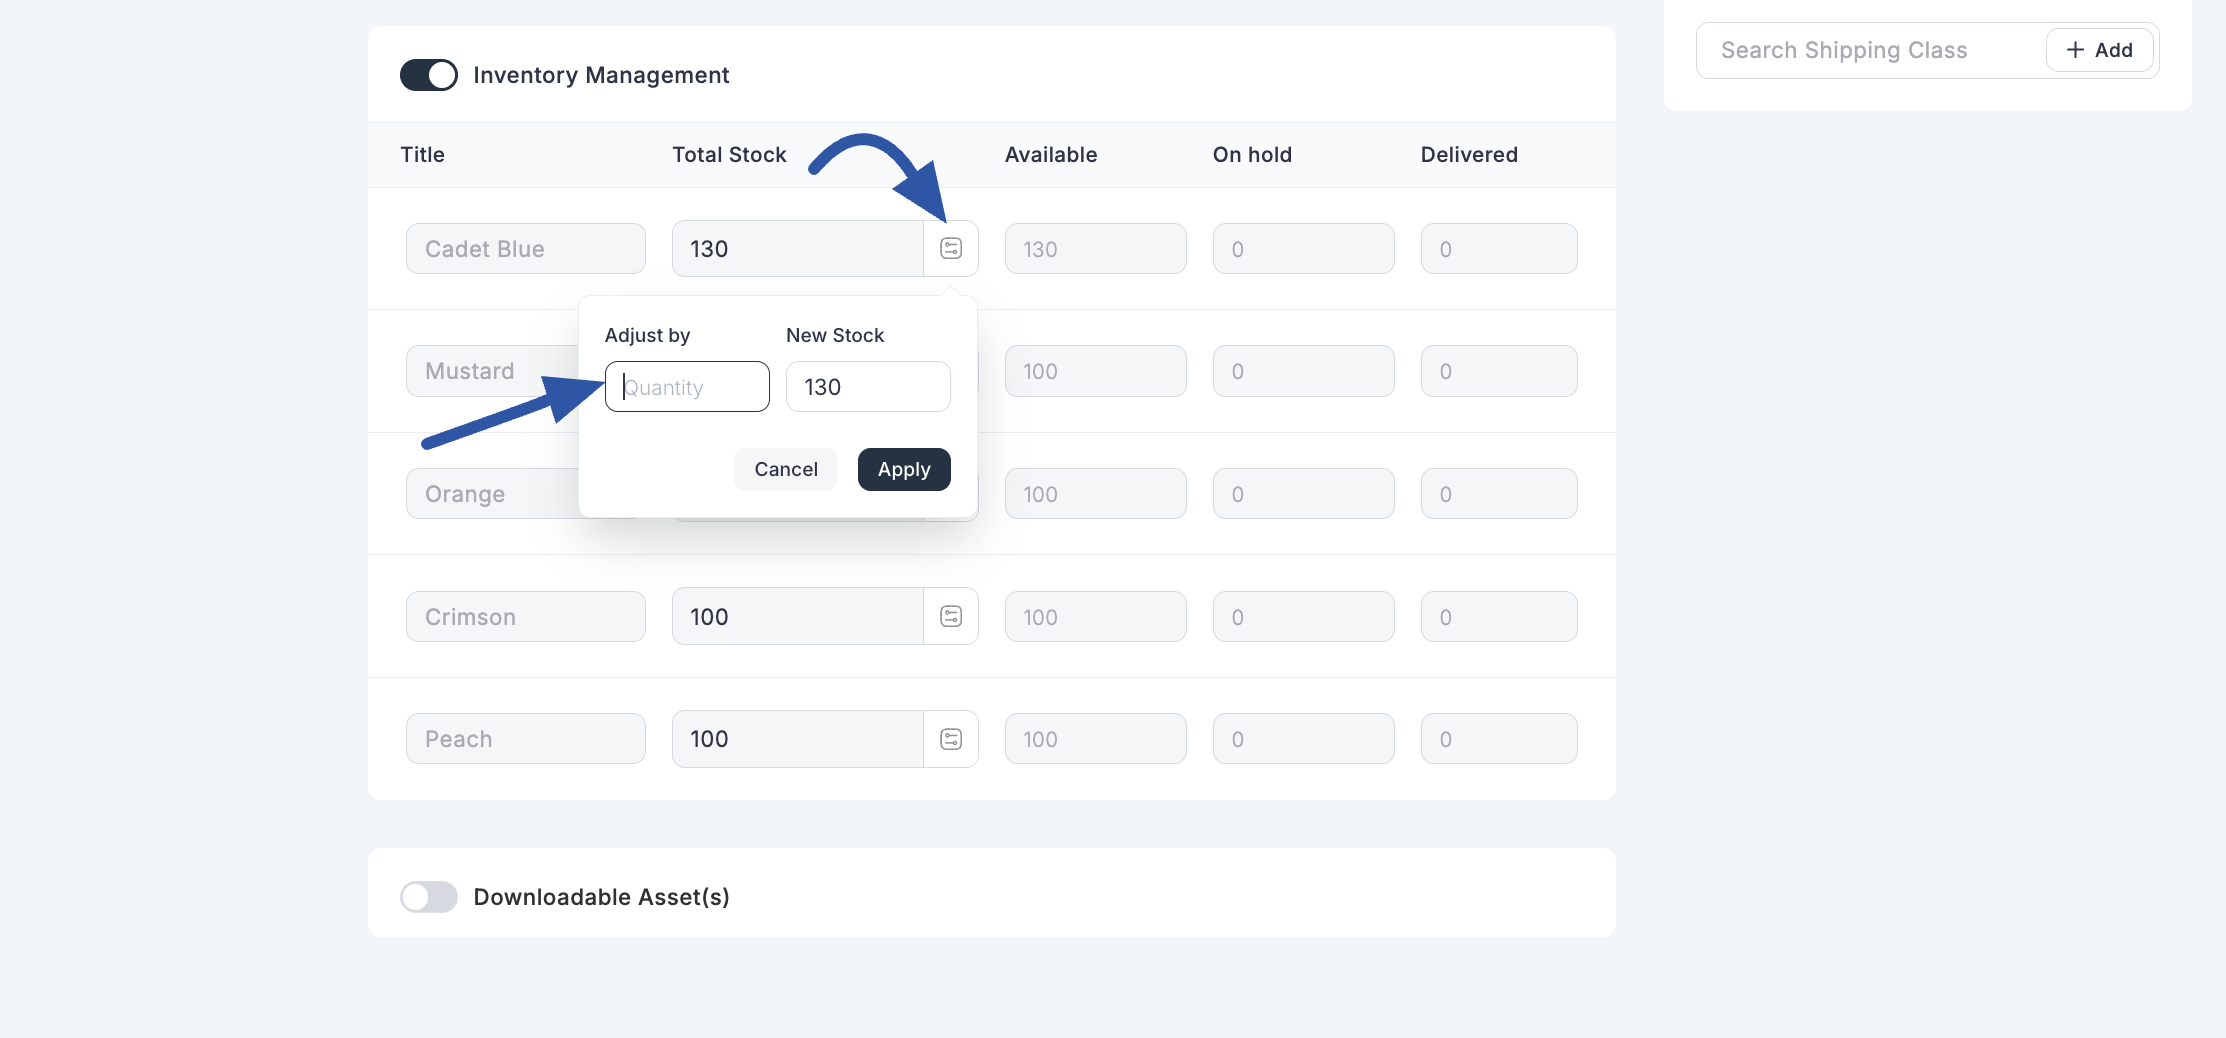 Search Shipping Class
+ Add
Inventory Management
Title Total Stock Available On hold Delivered
Cadet Blue 130 130 0 0
Adjust by New Stock
Mustard 100 0 0
Quantity 130
Cancel Apply
Orange 100 0 0
Crimson 100 100 0 0
Peach 100 100 0 0
Downloadable Asset(s)